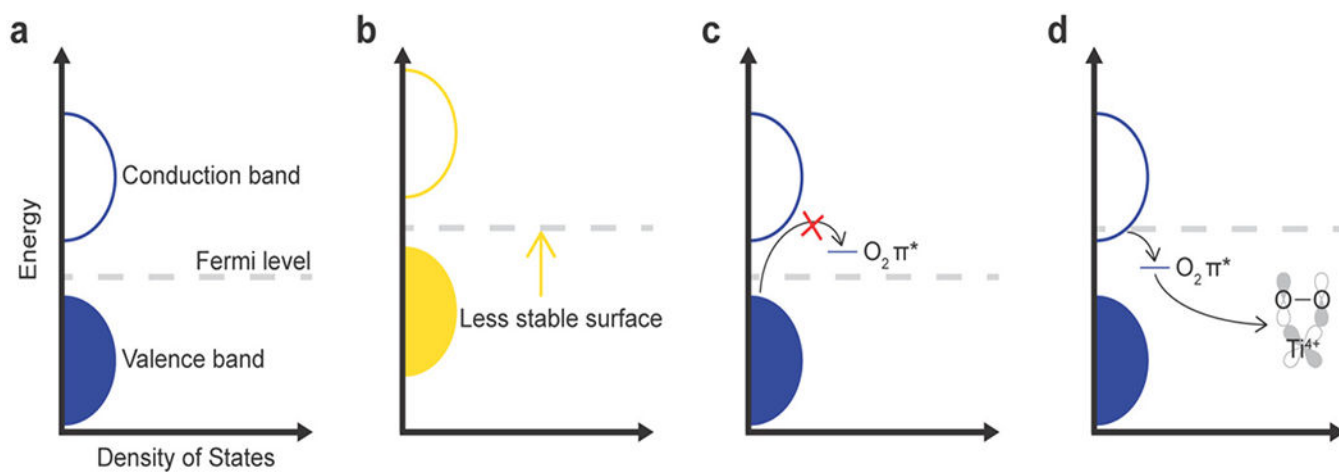 a
Energy
Conduction band
Fermi level
Valence band
Density of States
b
Less stable surface
c
O₂ π*
d
O₂ π*
O – O
Ti⁴⁺